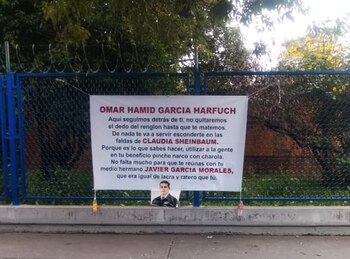 OMAR HAMID GARCIA HARFUCH
Aqui seguimos detrás de ti, no quitaremos
el dedo del renglon hasta que te matemos.
De nada te va a servir esconderte en las
faldas de CLAUDIA SHEINBAUM.
Porque es lo que sabes hacer, utilizar a la gente
en tu beneficio pinche narco con charola.
No falta mucho para que te reúnas con tu
medio hermano JAVIER GARCIA MORALES,
que era igual de lacra y ratero que tú.